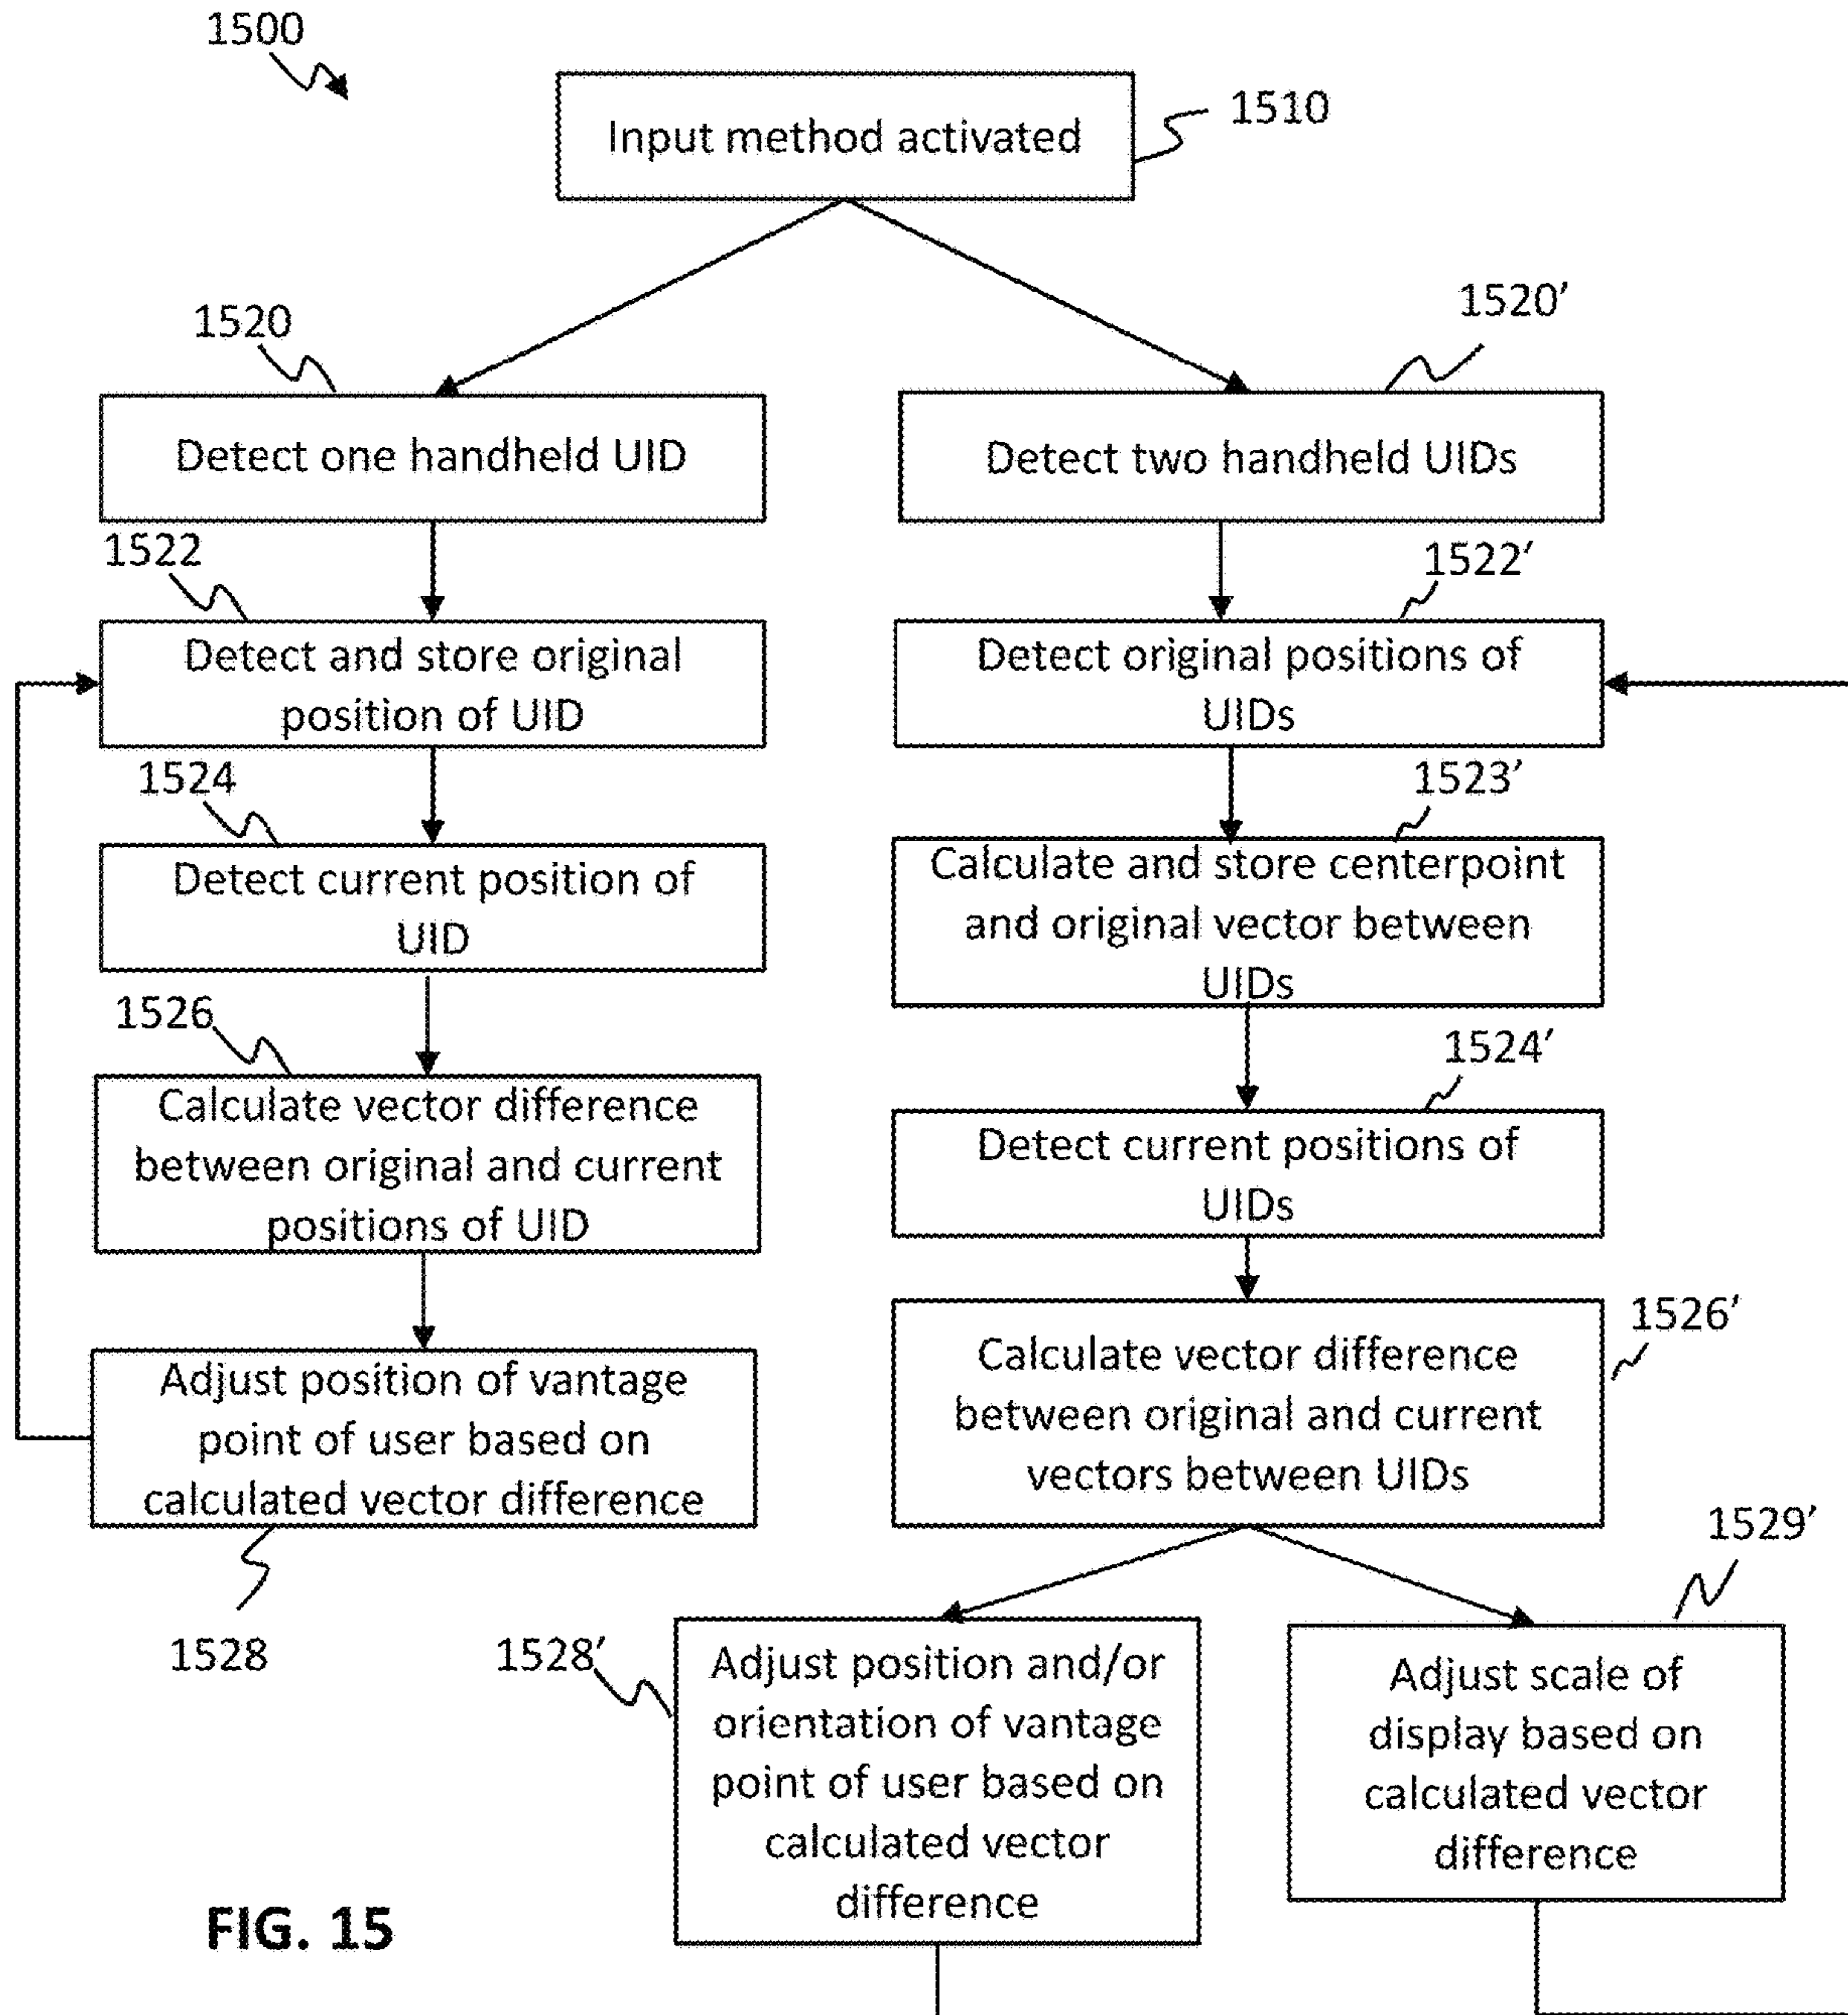 1500
Input method activated
1510
1520
1520′
Detect one handheld UID
Detect two handheld UIDs
1522
1522′
Detect and store original
position of UID
Detect original positions of
UIDs
1524
1523′
Detect current position of
UID
Calculate and store centerpoint
and original vector between
UIDs
1526
1524′
Calculate vector difference
between original and current
positions of UID
Detect current positions of
UIDs
1526′
Adjust position of vantage
point of user based on
calculated vector difference
Calculate vector difference
between original and current
vectors between UIDs
1529′
1528
1528′
Adjust position and/or
orientation of vantage
point of user based on
calculated vector
difference
Adjust scale of
display based on
calculated vector
difference
FIG. 15